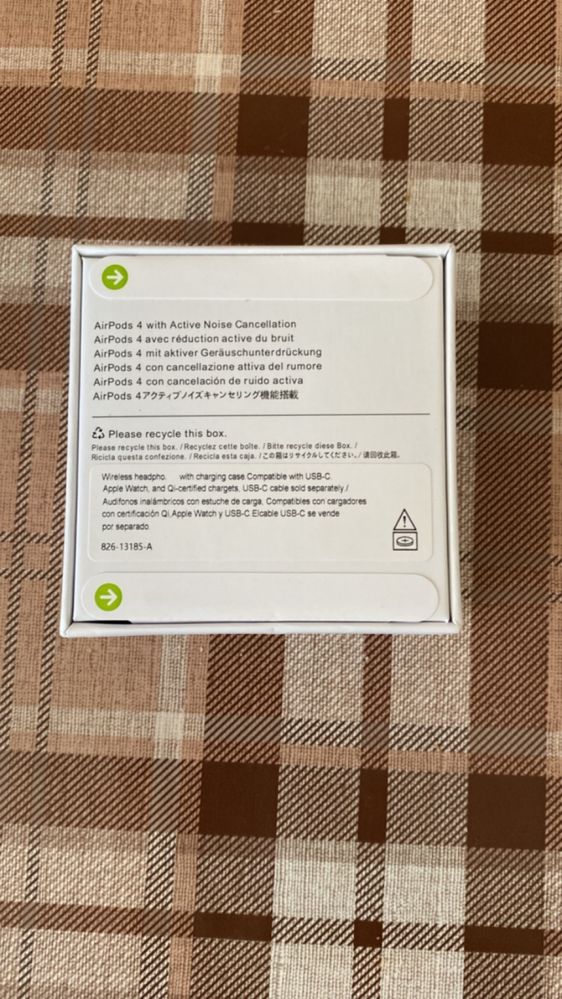 AirPods 4 with Active Noise Cancellation
AirPods 4 avec réduction active du bruit
AirPods 4 mit aktiver Geräuschunterdrückung
AirPods 4 con cancellazione attiva del rumore
AirPods 4 con cancelación de ruido activa
AirPods 4アクティブノイズキャンセリング機能搭載
Please recycle this box.
Please recycle this box. / Recyclez cette boîte. / Bitte recycle diese Box. /
Ricicla questa confezione. / Recicla esta caja. / この箱はリサイクルしてください。/ 请回收此箱。
Wireless headpho. with charging case.Compatible with USB-C.
Apple Watch, and Qi-certified chargets, USB-C cable sold separately./
Audífonos inalámbricos con estuche de carga. Compatibles con cargadores
con certificación Qi,Apple Watch y USB-C Elcable USB-C se vende
por separado.
826-13185-A